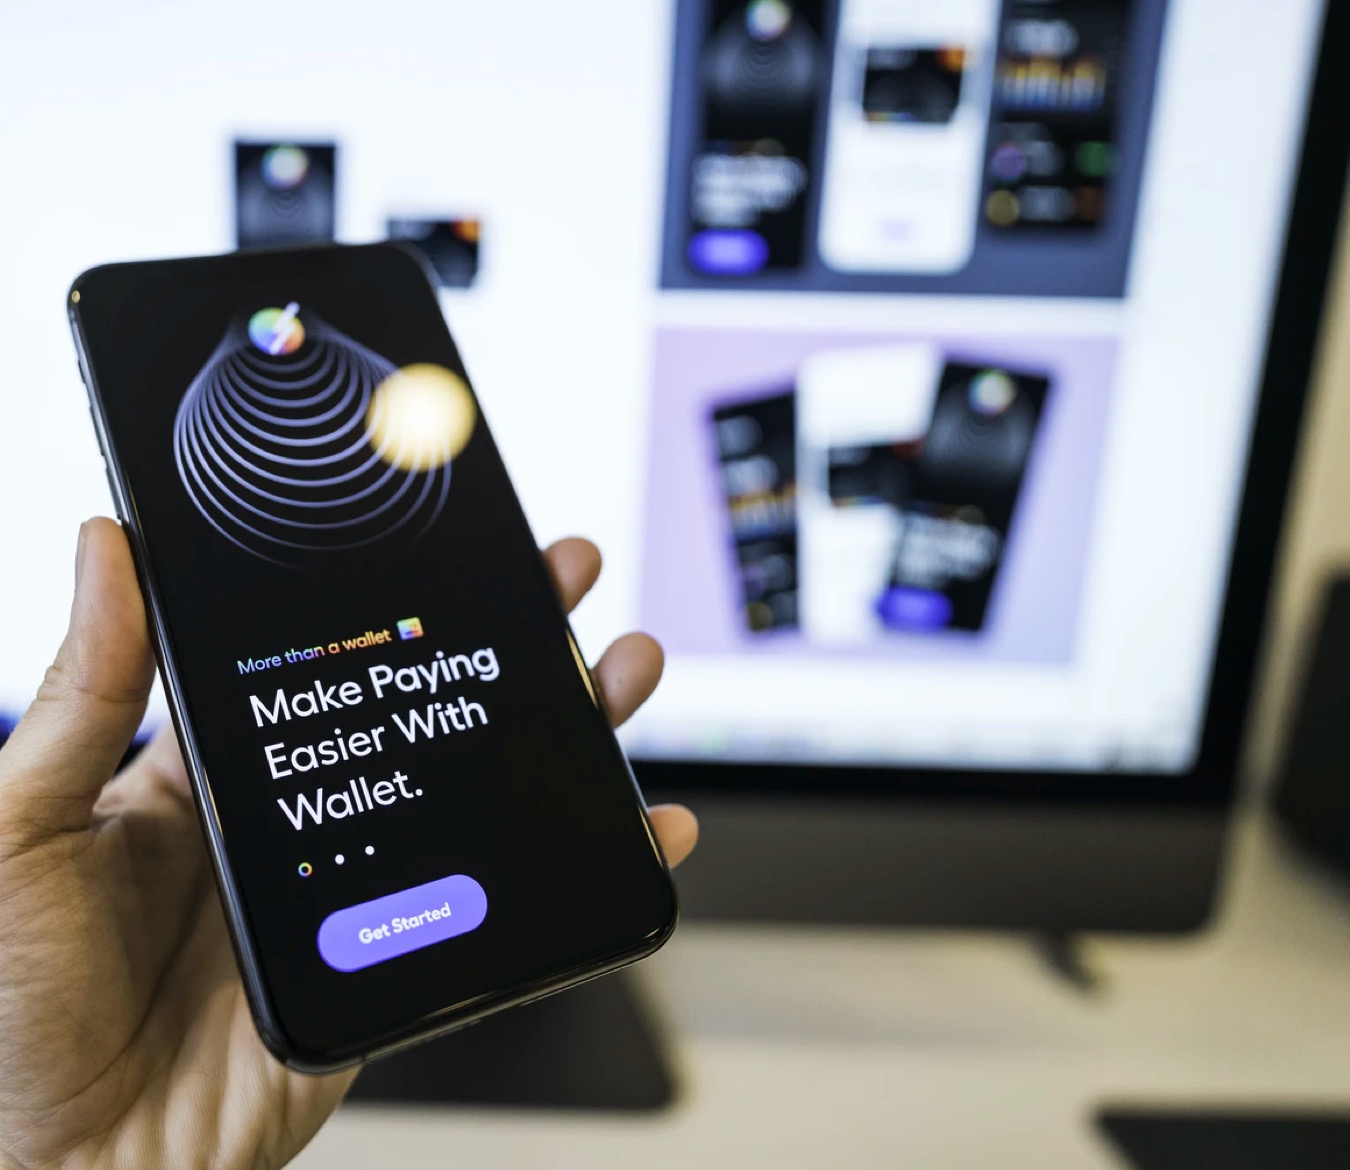 More than a wallet
Make Paying
Easier With
Wallet.
Get Started